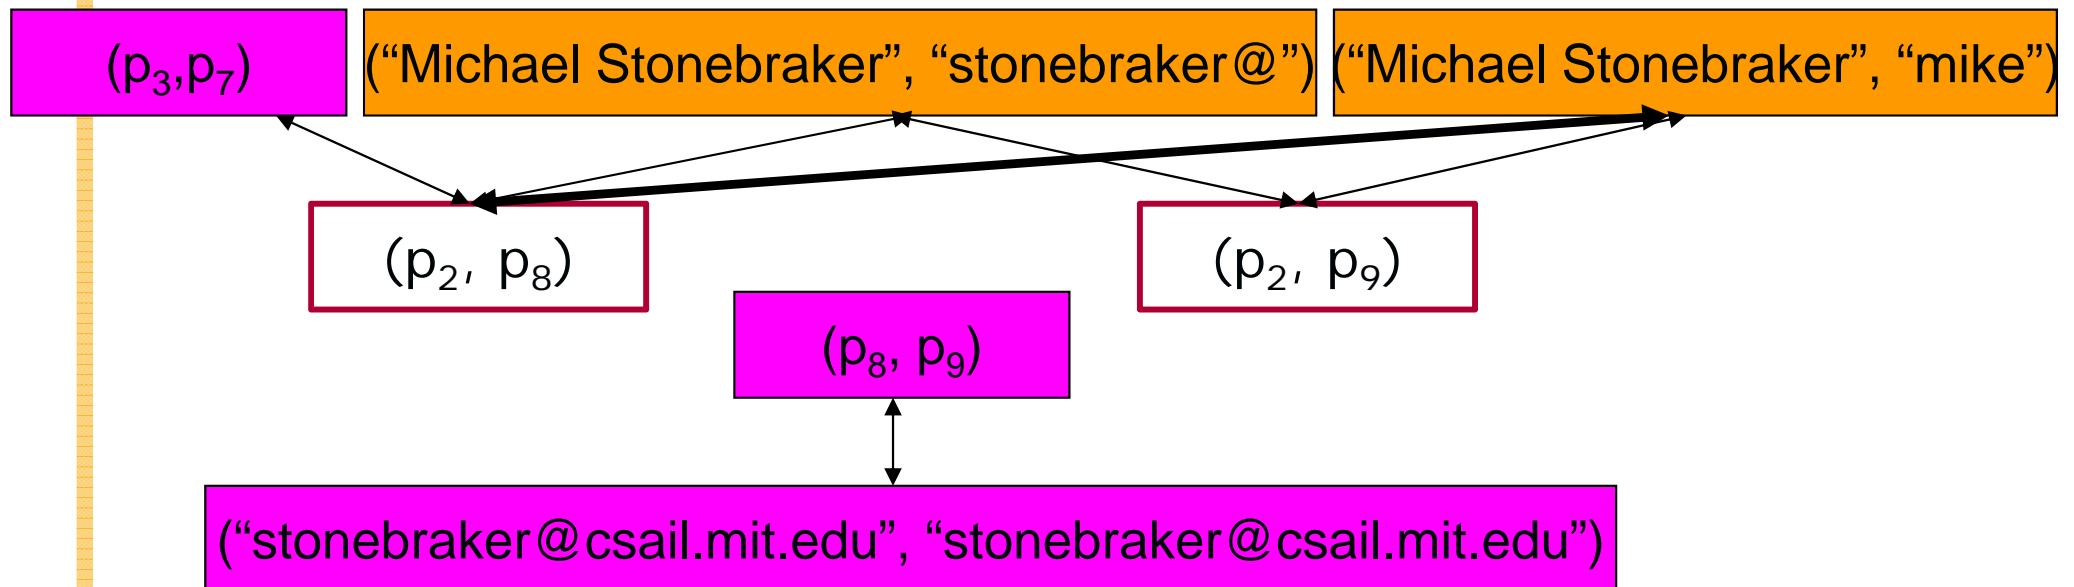 (p₃,p₇)
(“Michael Stonebraker”, “stonebraker@”)
(“Michael Stonebraker”, “mike”)
(p₂, p₈)
(p₂, p₉)
(p₈, p₉)
(“stonebraker@csail.mit.edu”, “stonebraker@csail.mit.edu”)